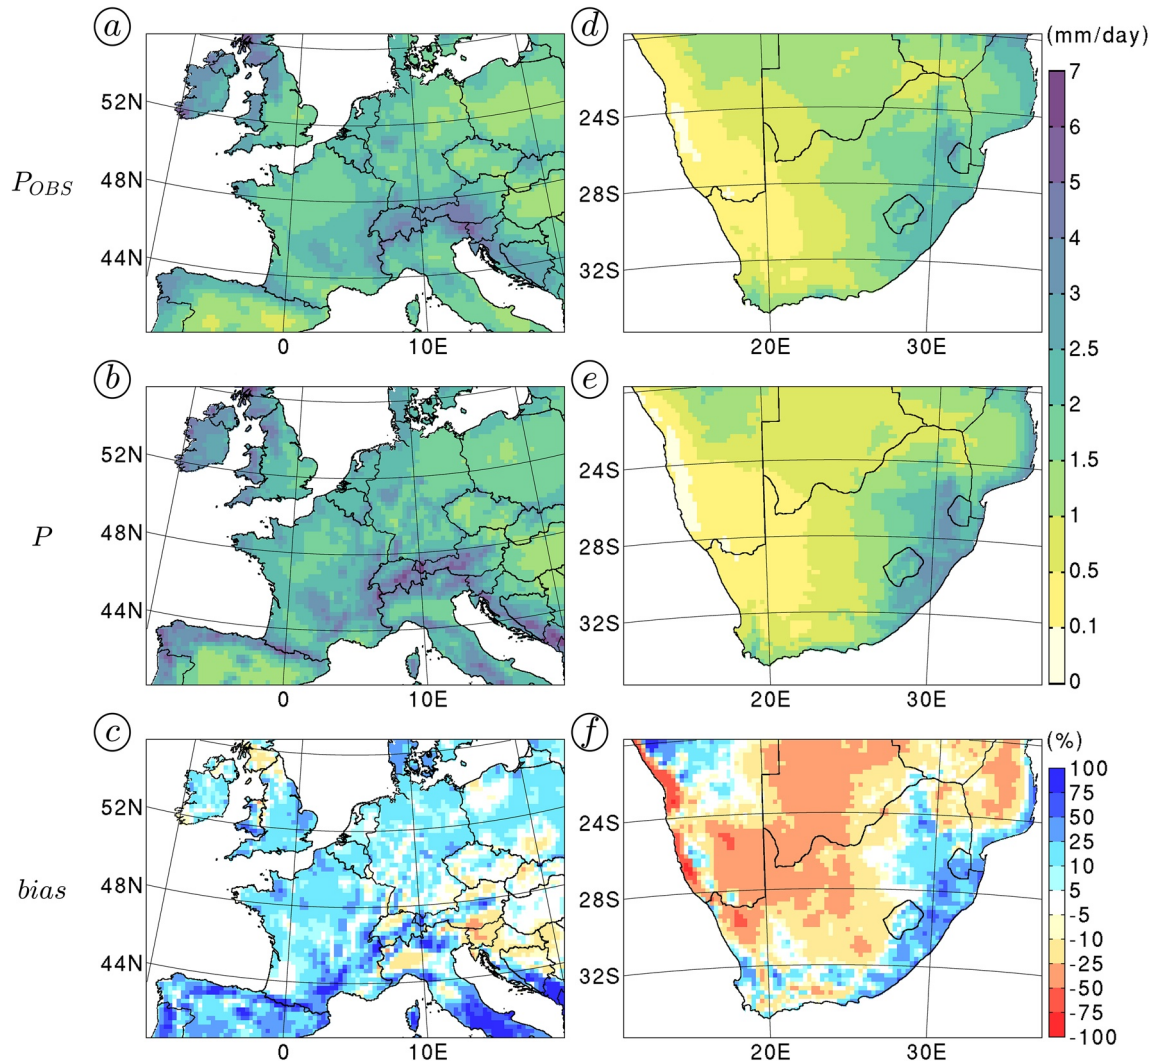 a
d
(mm/day)
P_OBS
52N
48N
44N
0
10E
24S
28S
32S
20E
30E
7
6
5
4
3
2.5
2
1.5
1
0.5
0.1
0
b
e
P
52N
48N
44N
0
10E
24S
28S
32S
20E
30E
c
f
(%)
bias
52N
48N
44N
0
10E
24S
28S
32S
20E
30E
100
75
50
25
10
5
-5
-10
-25
-50
-75
-100